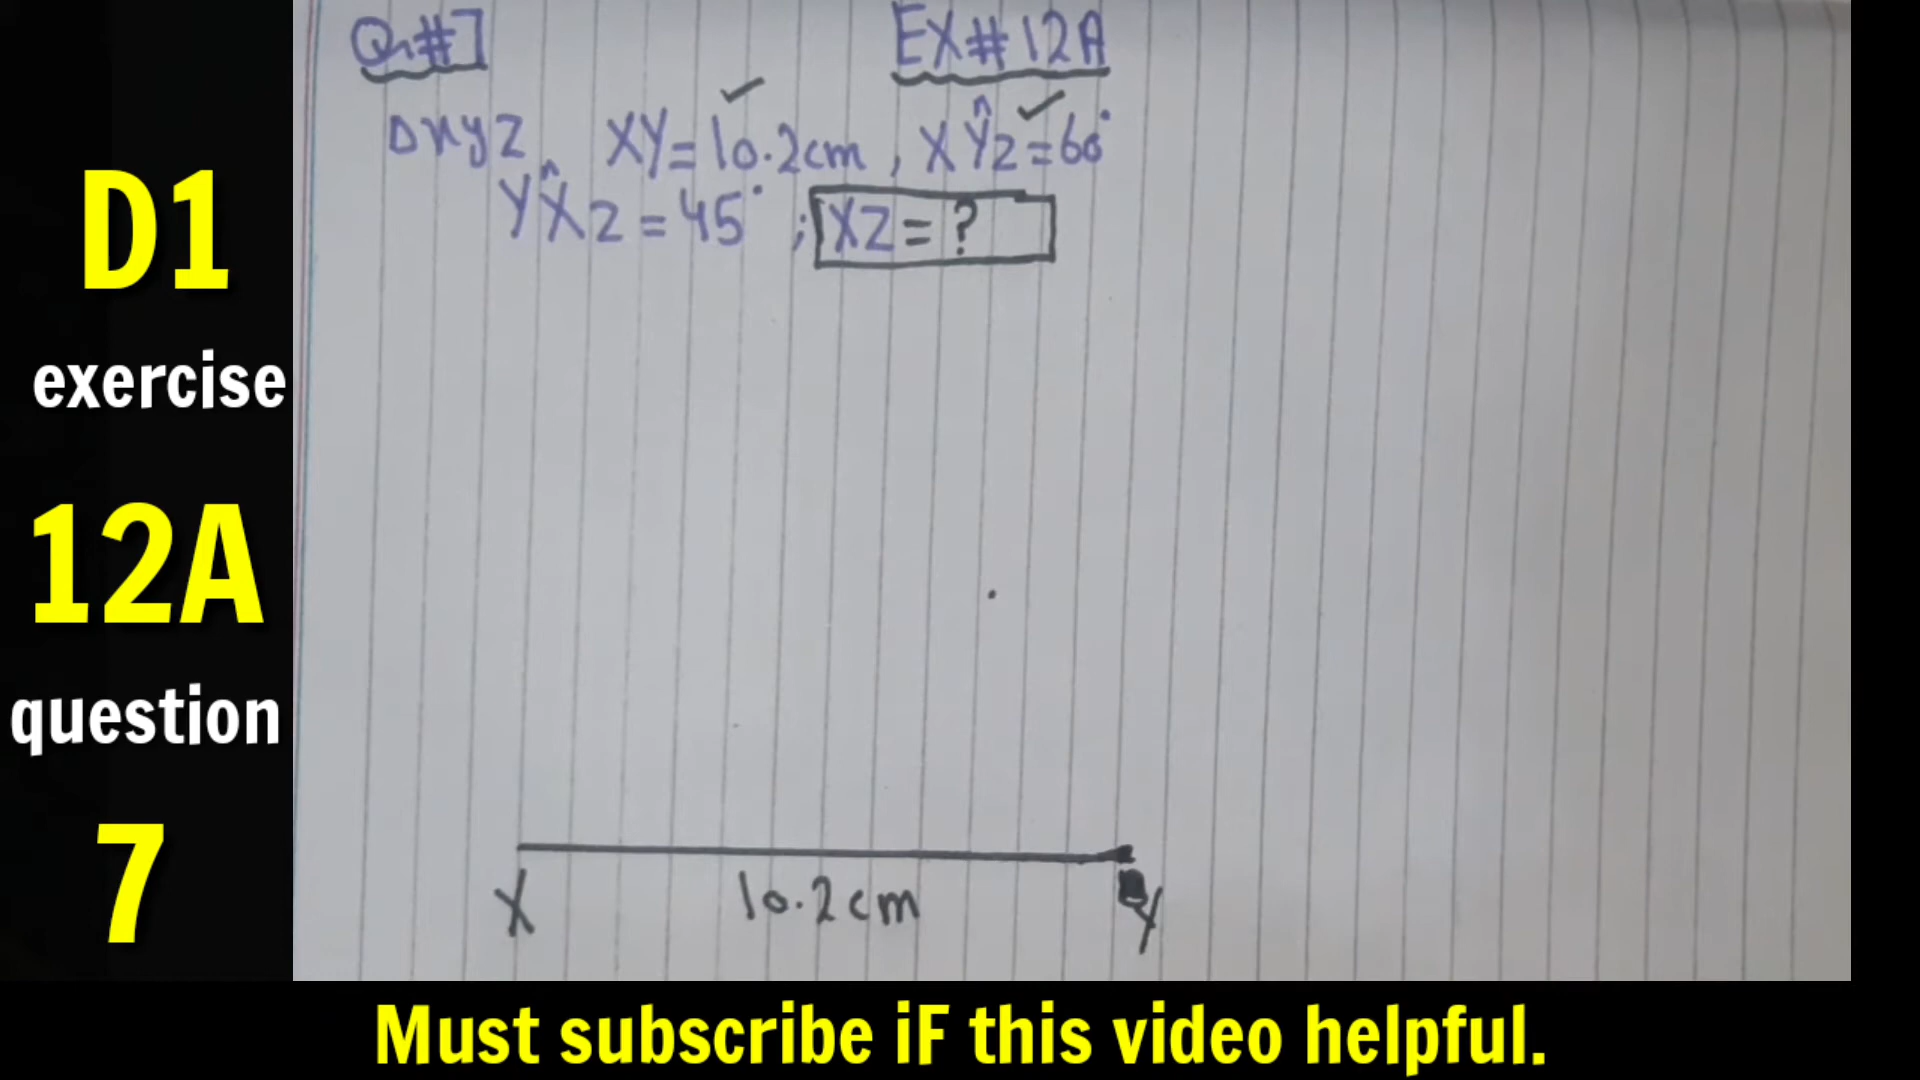 Qn#7 EX#12A
ΔxyZ XY=10.2cm, XŶZ=60°
YX̂Z=45° ; XZ=?
X 10.2cm Y
D1
exercise
12A
question
7
Must subscribe iF this video helpful.